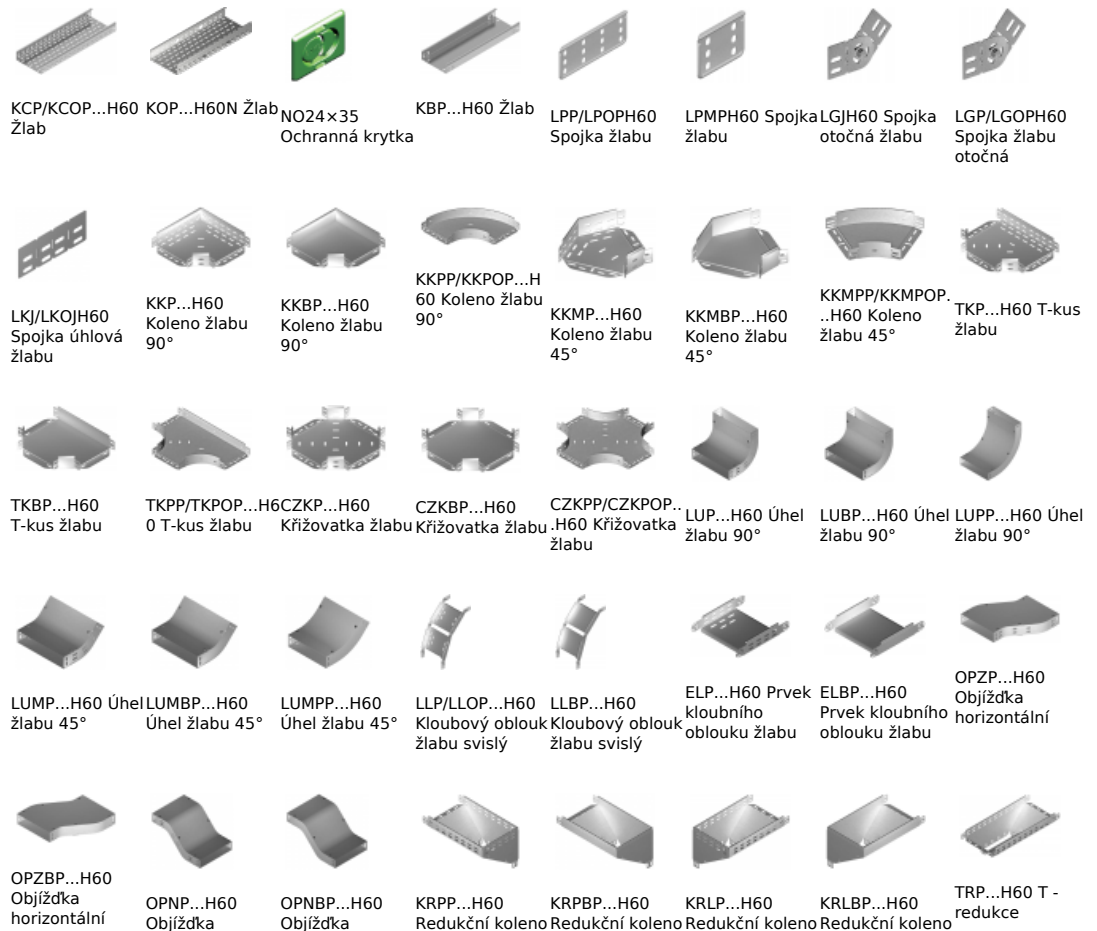 KCP/KCOP...H60
Žlab
KOP...H60N Žlab
NO24×35
Ochranná krytka
KBP...H60 Žlab
LPP/LPOPH60
Spojka žlabu
LPMPH60 Spojka
žlabu
LGJH60 Spojka
otočná žlabu
LGP/LGOPH60
Spojka žlabu
otočná
LKJ/LKOJH60
Spojka úhlová
žlabu
KKP...H60
Koleno žlabu
90°
KKBP...H60
Koleno žlabu
90°
KKPP/KKPOP...H
60 Koleno žlabu
90°
KKMP...H60
Koleno žlabu
45°
KKMBP...H60
Koleno žlabu
45°
KKMPP/KKMPOP.
..H60 Koleno
žlabu 45°
TKP...H60 T-kus
žlabu
TKBP...H60
T-kus žlabu
TKPP/TKPOP...H6
0 T-kus žlabu
CZKP...H60
Křižovatka žlabu
CZKBP...H60
Křižovatka žlabu
CZKPP/CZKPOP..
.H60 Křižovatka
žlabu
LUP...H60 Úhel
žlabu 90°
LUBP...H60 Úhel
žlabu 90°
LUPP...H60 Úhel
žlabu 90°
LUMP...H60 Úhel
žlabu 45°
LUMBP...H60
Úhel žlabu 45°
LUMPP...H60
Úhel žlabu 45°
LLP/LLOP...H60
Kloubový oblouk
žlabu svislý
LLBP...H60
Kloubový oblouk
žlabu svislý
ELP...H60 Prvek
kloubního
oblouku žlabu
ELBP...H60
Prvek kloubního
oblouku žlabu
OPZP...H60
Objížďka
horizontální
OPZBP...H60
Objížďka
horizontální
OPNP...H60
Objížďka
OPNBP...H60
Objížďka
KRPP...H60
Redukční koleno
KRPBP...H60
Redukční koleno
KRLP...H60
Redukční koleno
KRLBP...H60
Redukční koleno
TRP...H60 T -
redukce